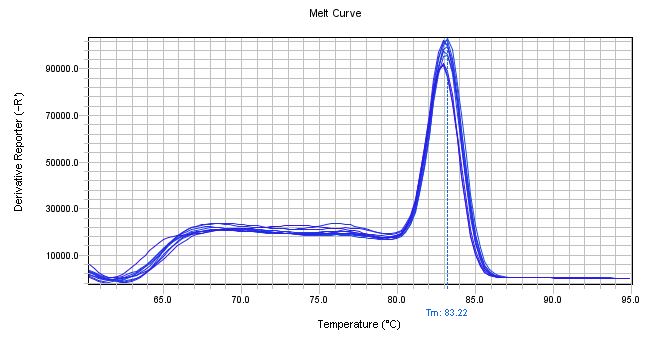 Melt Curve
Derivative Reporter (-R')
90000.0
70000.0
50000.0
30000.0
10000.0
65.0 70.0 75.0 80.0 85.0 90.0 95.0
Tm: 83.22
Temperature (°C)